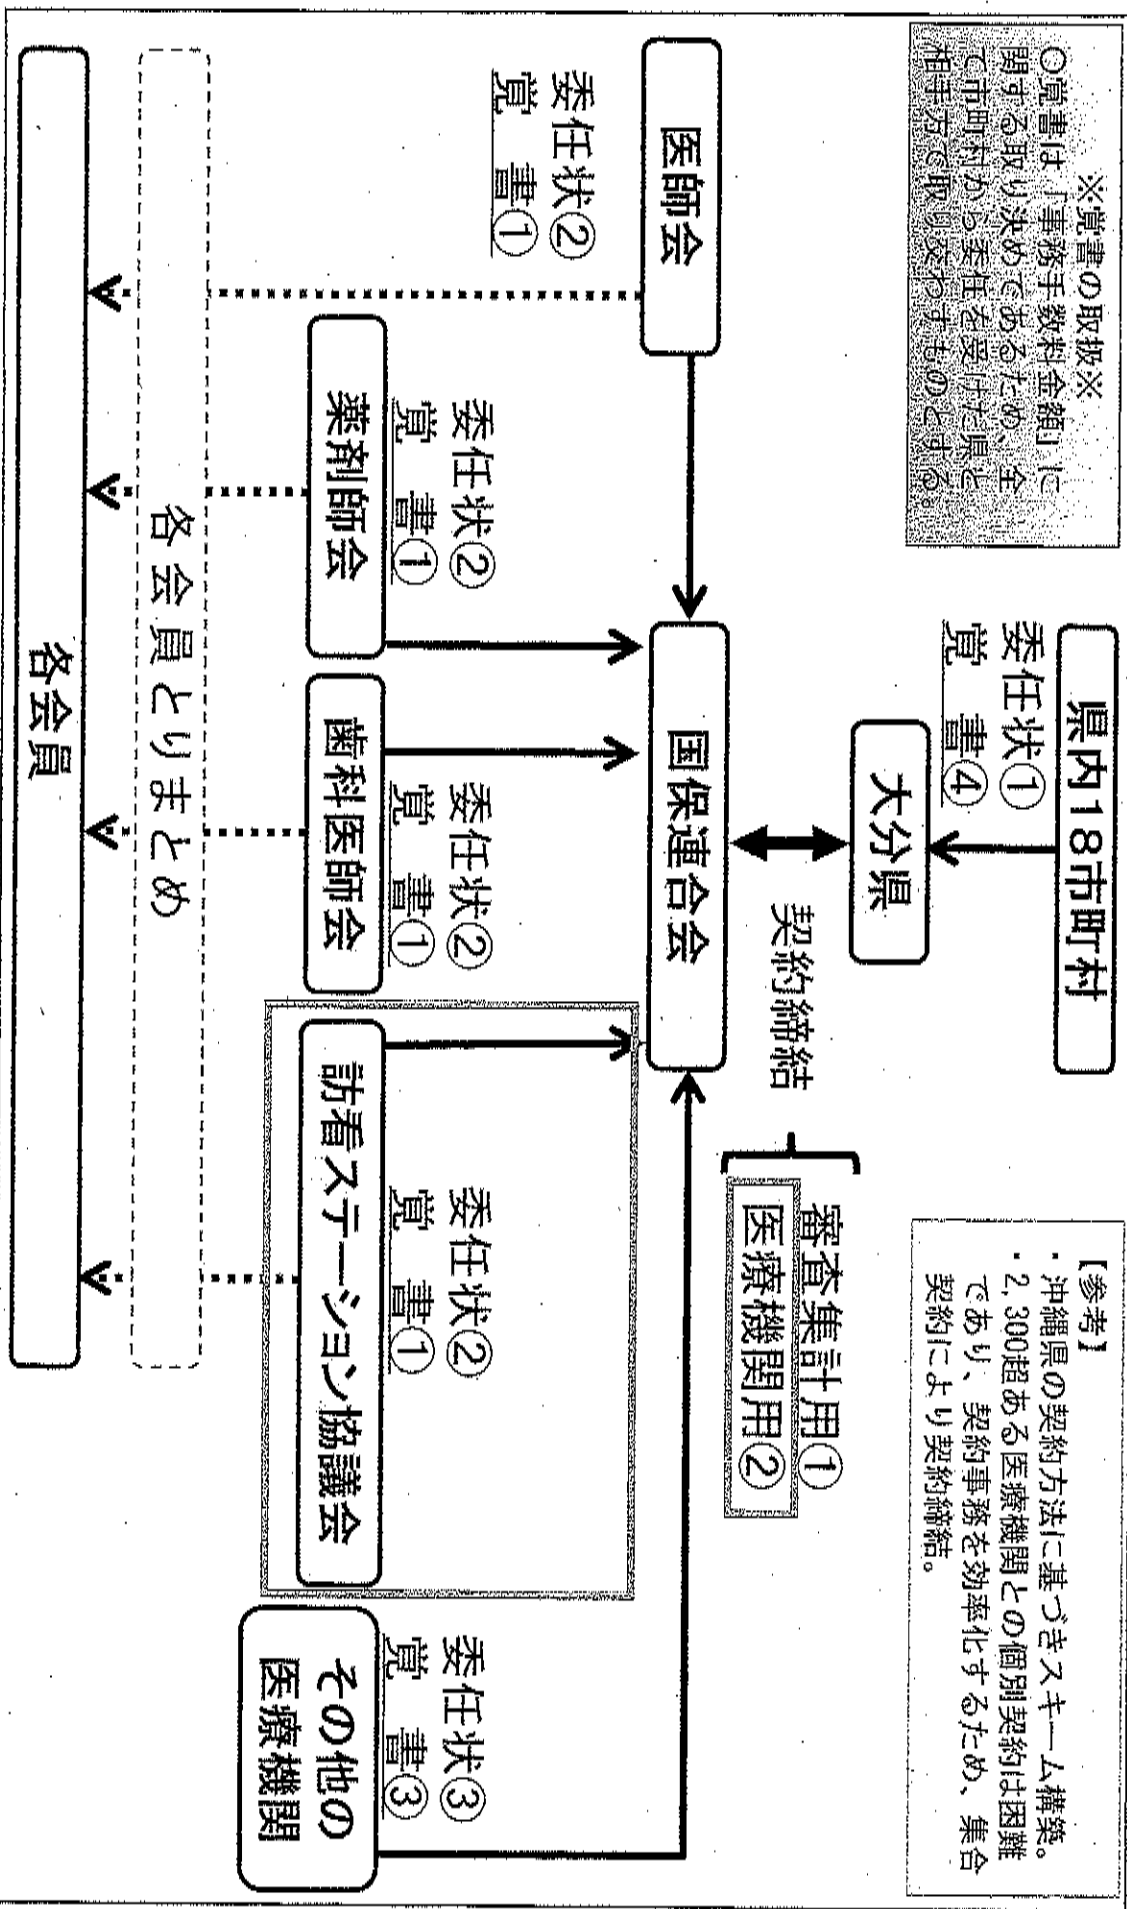 ※覚書の取扱※
○覚書は「事務手数料金額」に
関する取り決めであるため、全
て市町村から委任を受けた県と
相手方で取り交わすものとする。
県内18市町村
委任状①
覚　書④
大分県
【参考】
・沖縄県の契約方法に基づきスキーム構築。
・2,300超ある医療機関との個別契約は困難
であり、契約事務を効率化するため、集合
契約により契約締結。
契約締結
審査集計用①
医療機関用②
医師会
委任状②
覚　書①
国保連合会
委任状②
覚　書①
薬剤師会
委任状②
覚　書①
歯科医師会
委任状②
覚　書①
訪看ステーション協議会
委任状③
覚　書③
その他の
医療機関
各会員とりまとめ
各会員